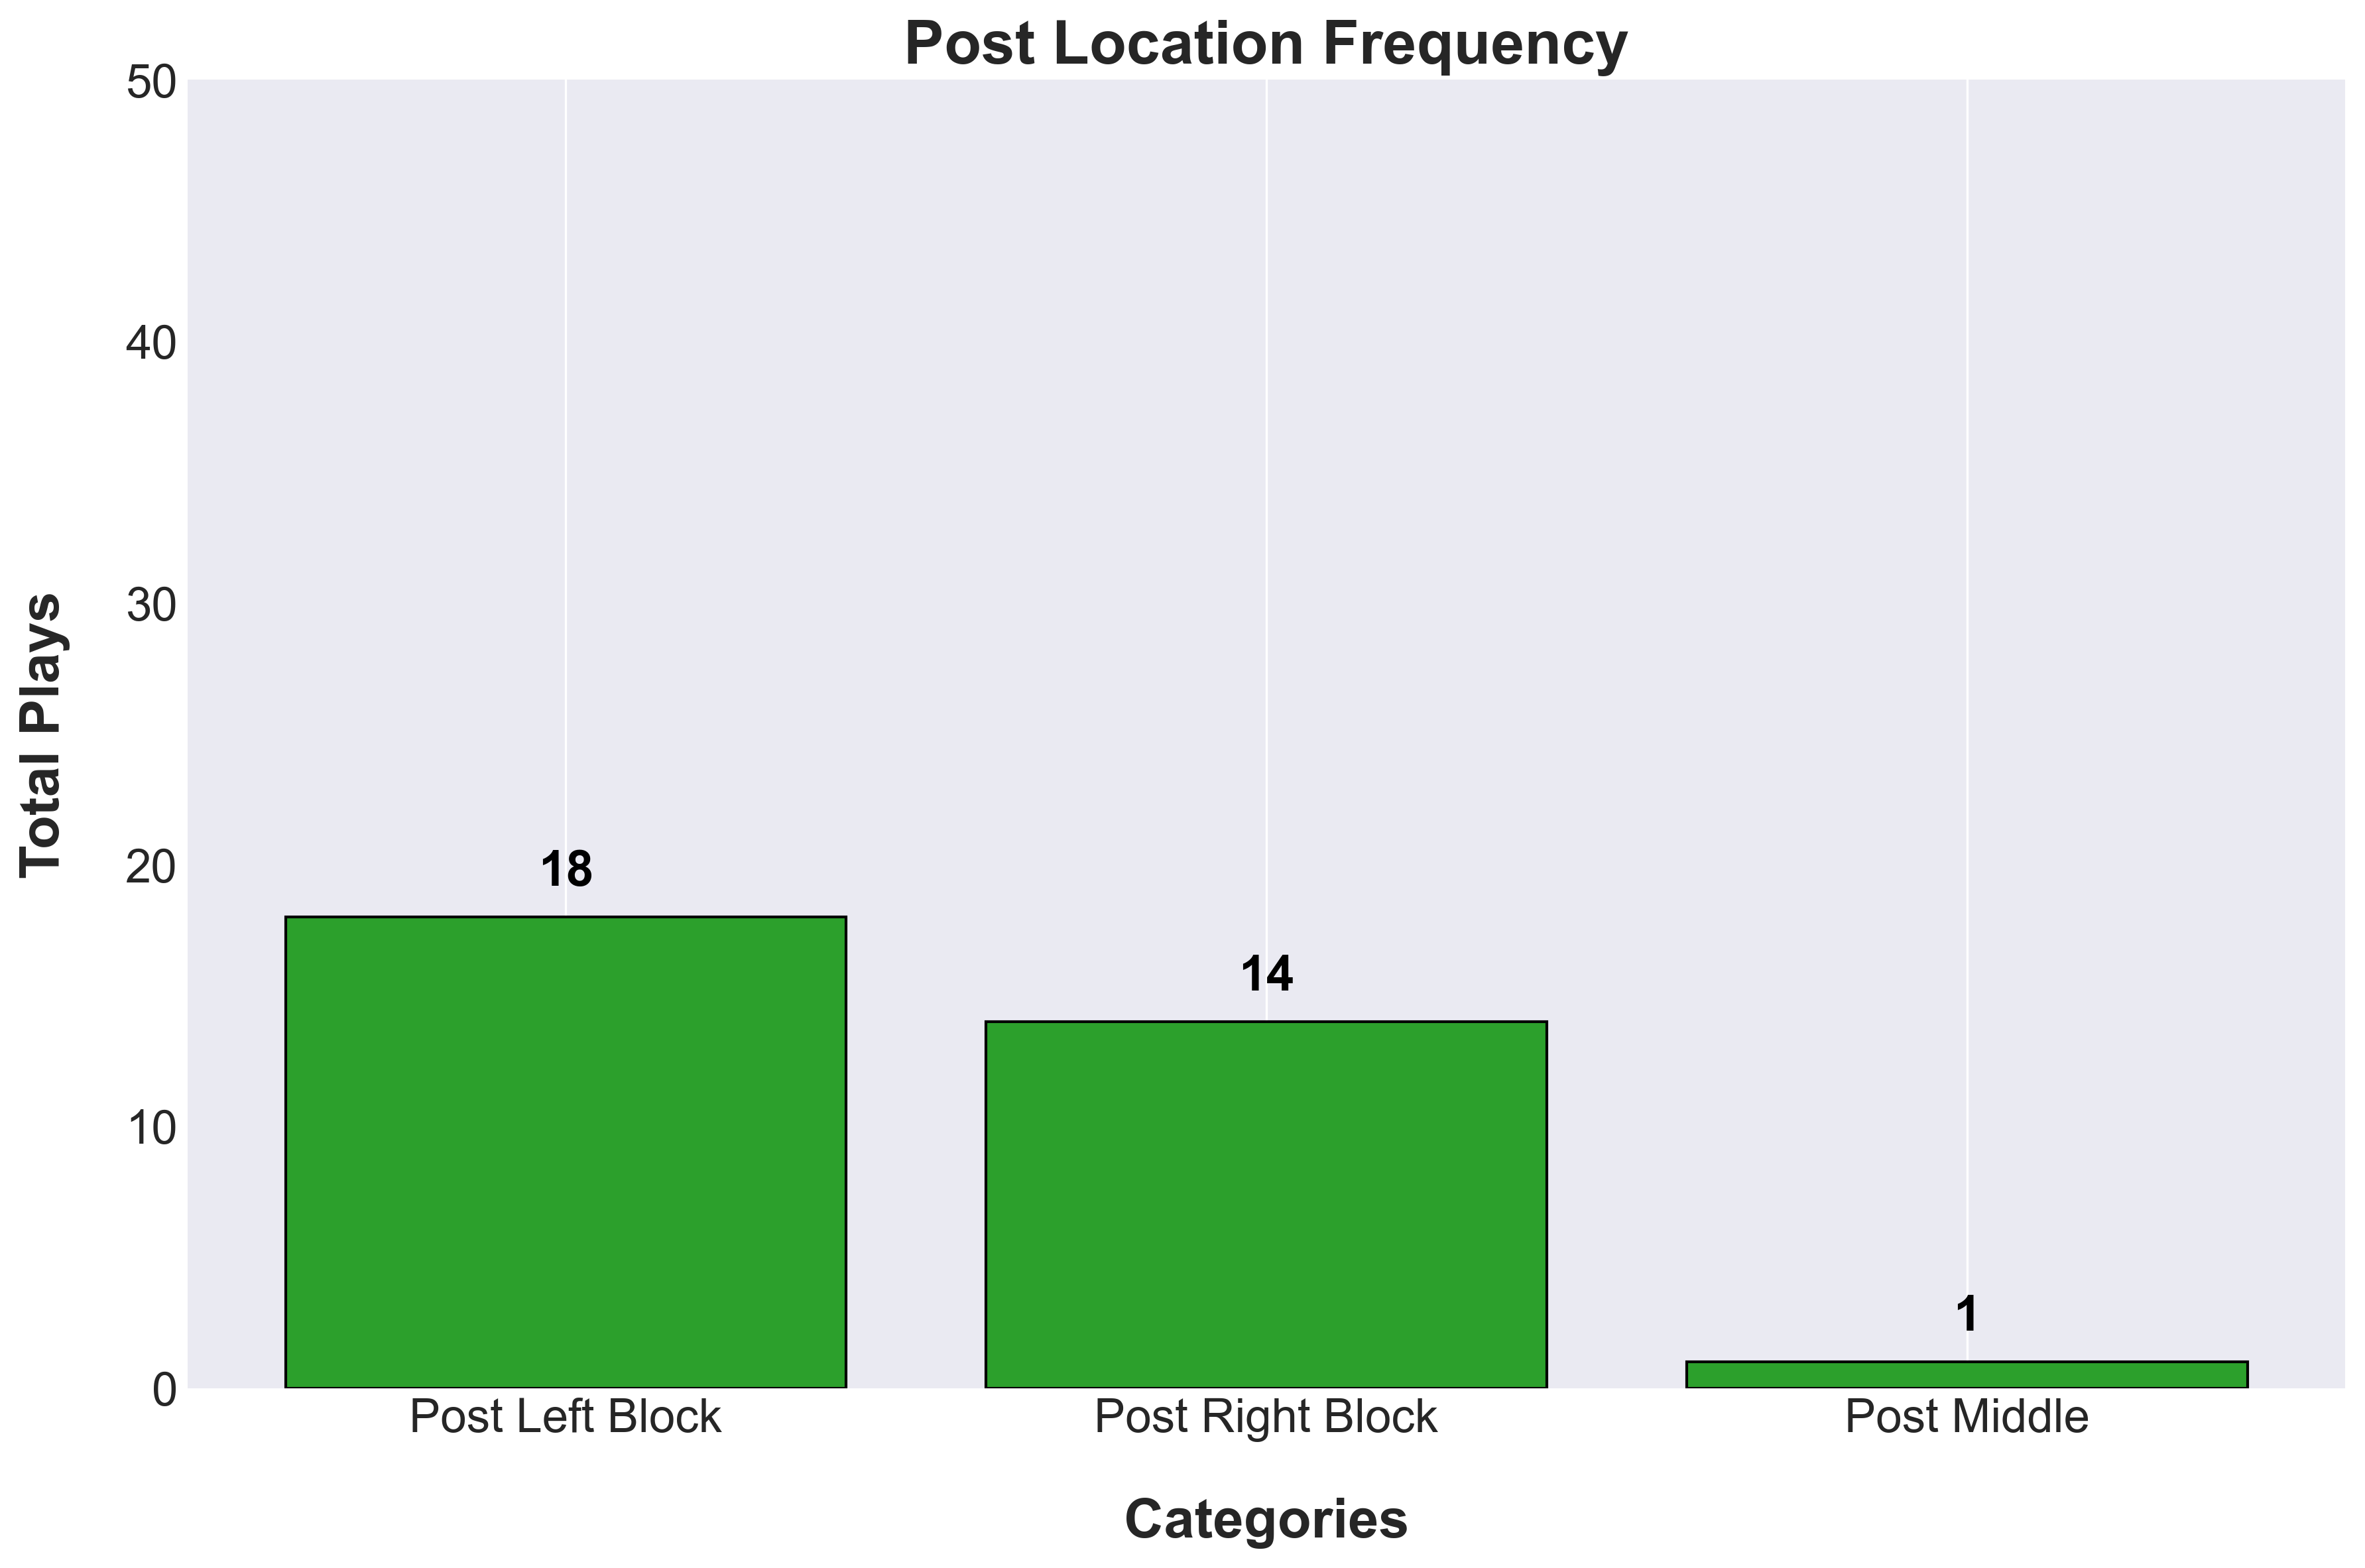 Post Location Frequency
50
40
30
20
10
0
Total Plays
18
14
1
Post Left Block
Post Right Block
Post Middle
Categories